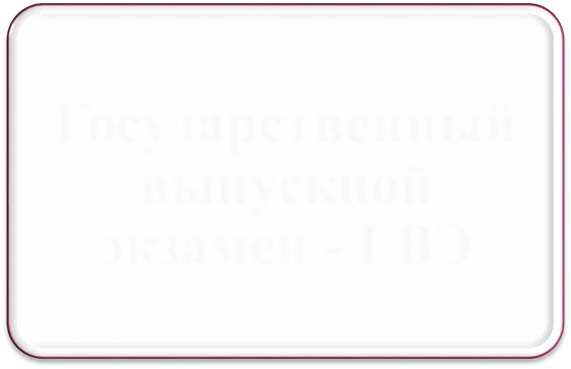 Государственный
выпускной
экзамен - ГВЭ